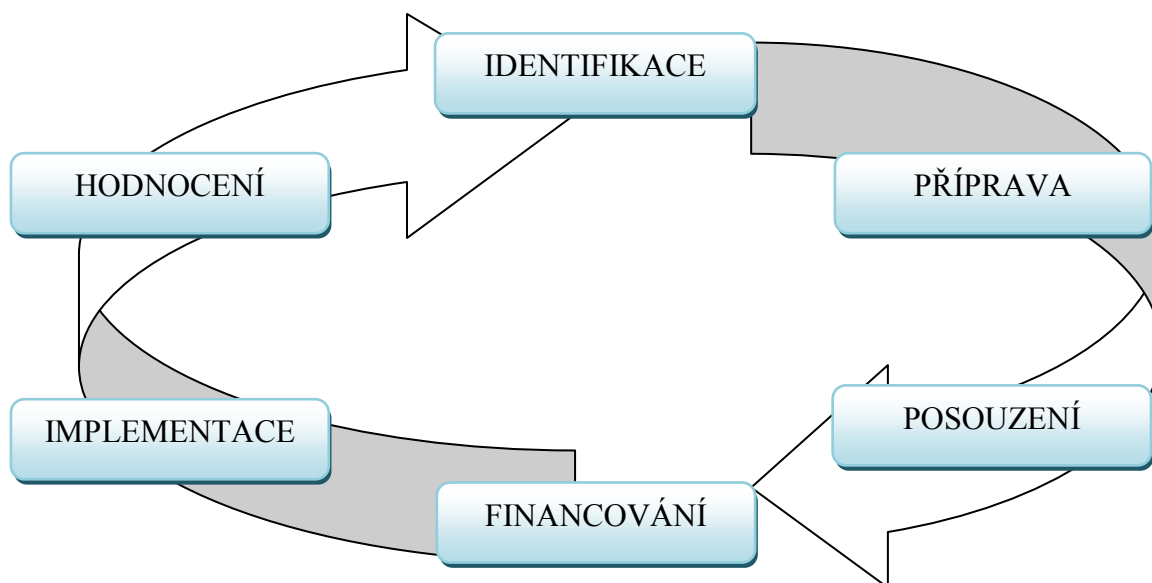 IDENTIFIKACE
HODNOCENÍ
PŘÍPRAVA
IMPLEMENTACE
POSOUZENÍ
FINANCOVÁNÍ